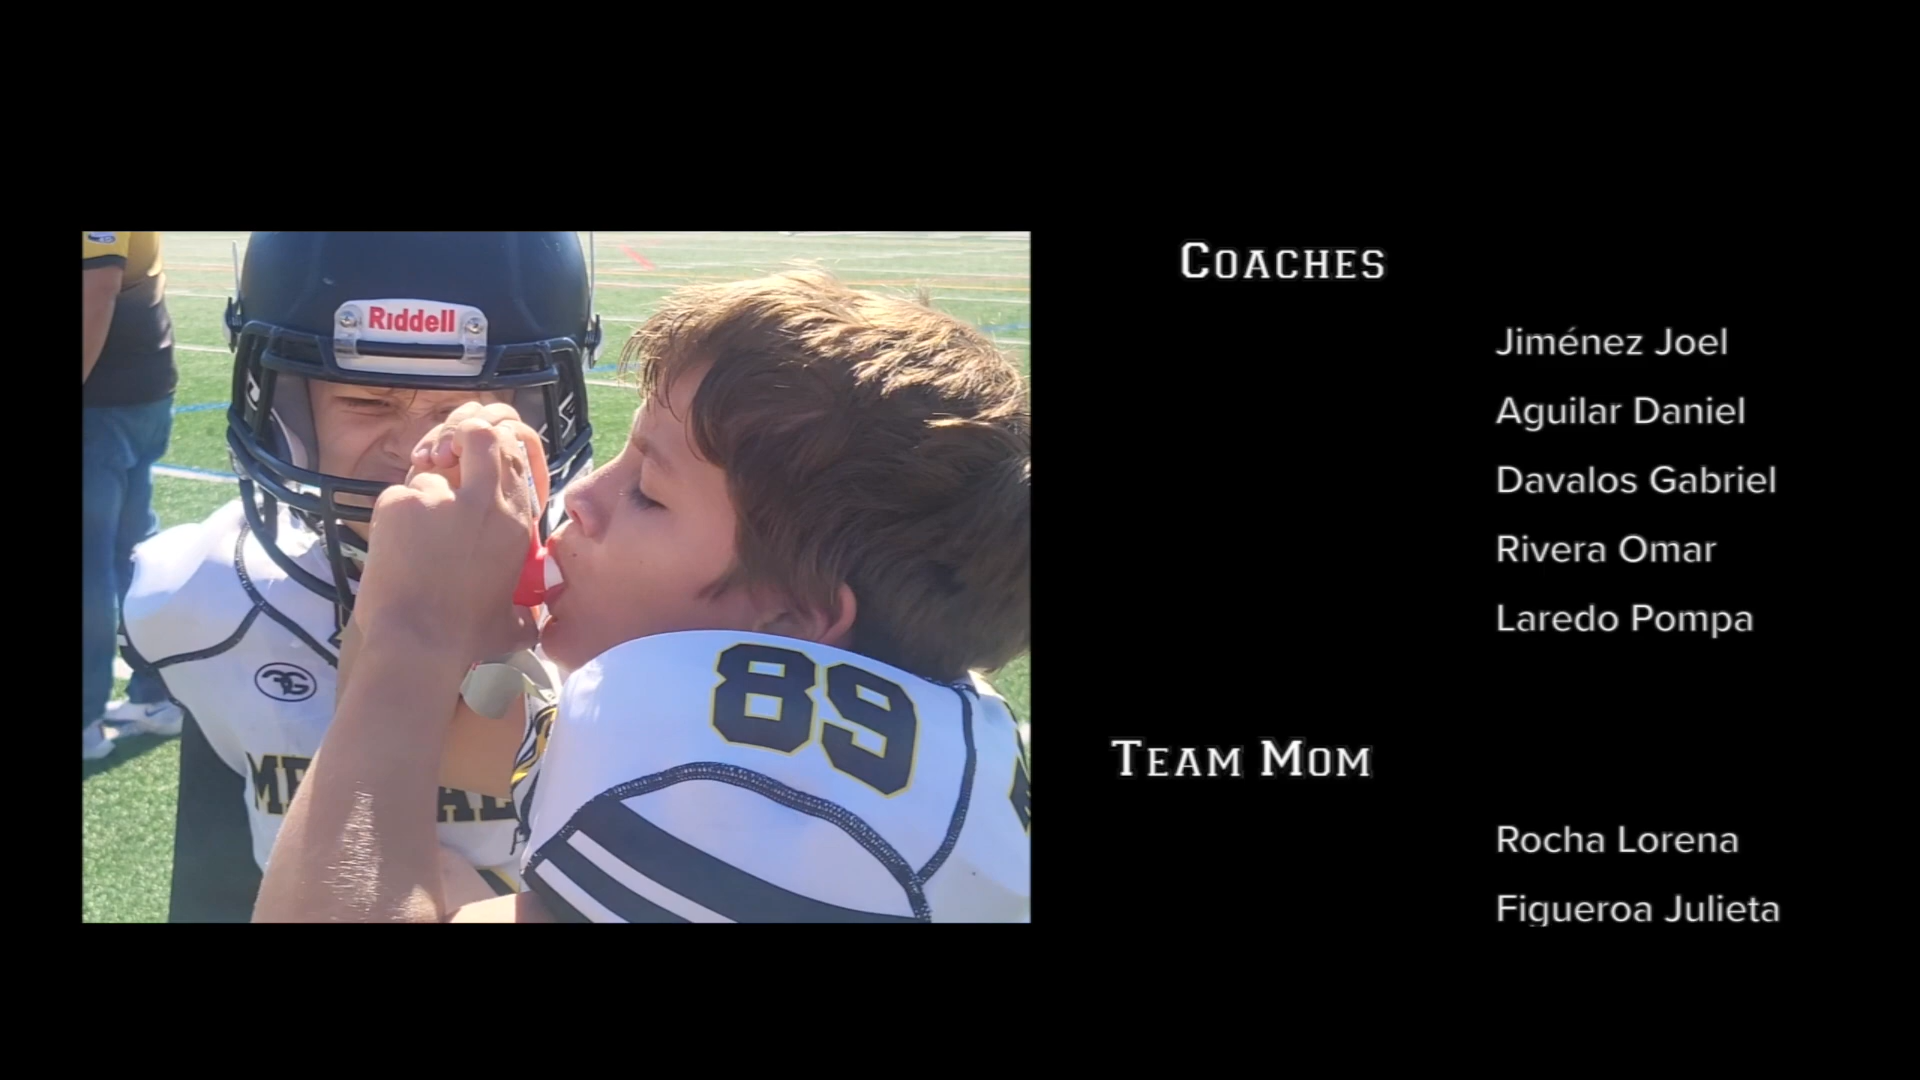 Riddell
89
COACHES
Jiménez Joel
Aguilar Daniel
Davalos Gabriel
Rivera Omar
Laredo Pompa
TEAM MOM
Rocha Lorena
Figueroa Julieta